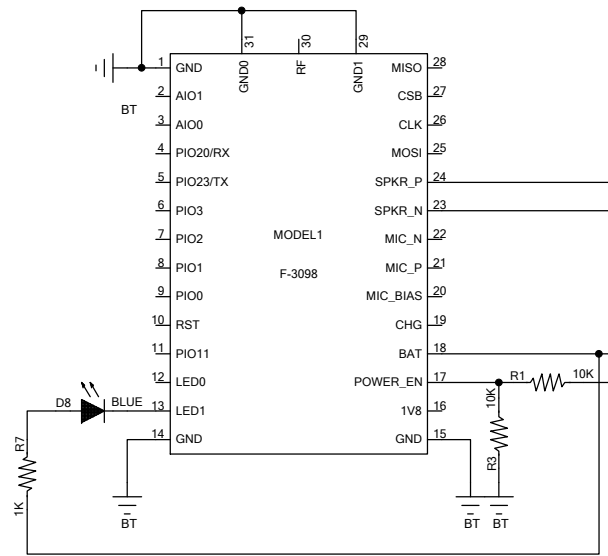 31
30
29
GND0
RF
GND1
1 GND
BT
2 AIO1
3 AIO0
4 PIO20/RX
5 PIO23/TX
6 PIO3
7 PIO2
8 PIO1
9 PIO0
10 RST
11 PIO11
12 LED0
D8 BLUE 13 LED1
14 GND
MODEL1
F-3098
MISO 28
CSB 27
CLK 26
MOSI 25
SPKR_P 24
SPKR_N 23
MIC_N 22
MIC_P 21
MIC_BIAS 20
CHG 19
BAT 18
POWER_EN 17
R1 10K
1V8 16
GND 15
10K
R3
R7
1K
BT
BT BT